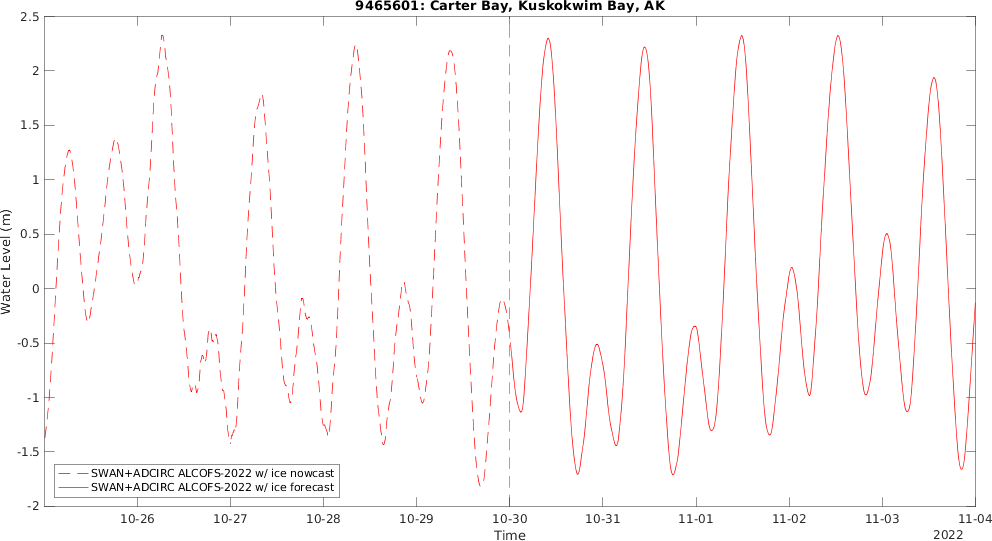 9465601: Carter Bay, Kuskokwim Bay, AK
2.5
2
1.5
1
0.5
0
-0.5
-1
-1.5
-2
Water Level (m)
SWAN+ADCIRC ALCOFS-2022 w/ ice nowcast
SWAN+ADCIRC ALCOFS-2022 w/ ice forecast
10-26 10-27 10-28 10-29 10-30 10-31 11-01 11-02 11-03 11-04
Time
2022